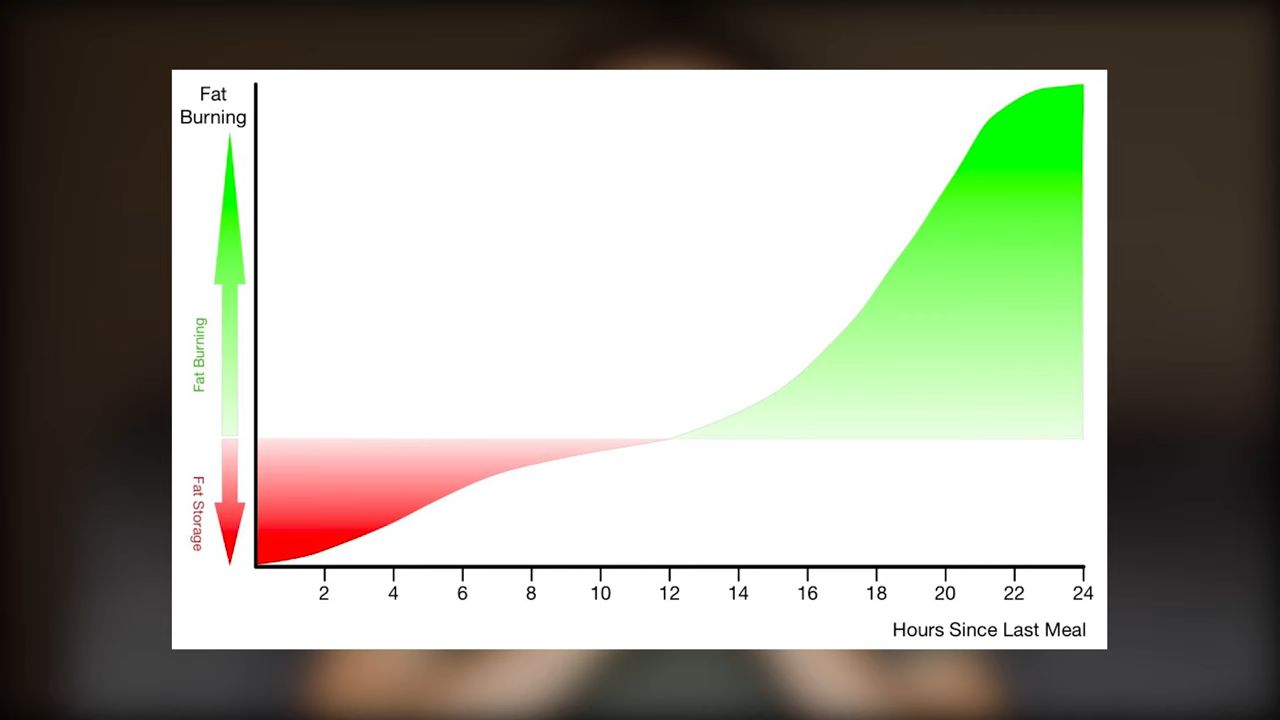 Fat
Burning
Fat Burning
Fat Storage
2 4 6 8 10 12 14 16 18 20 22 24
Hours Since Last Meal